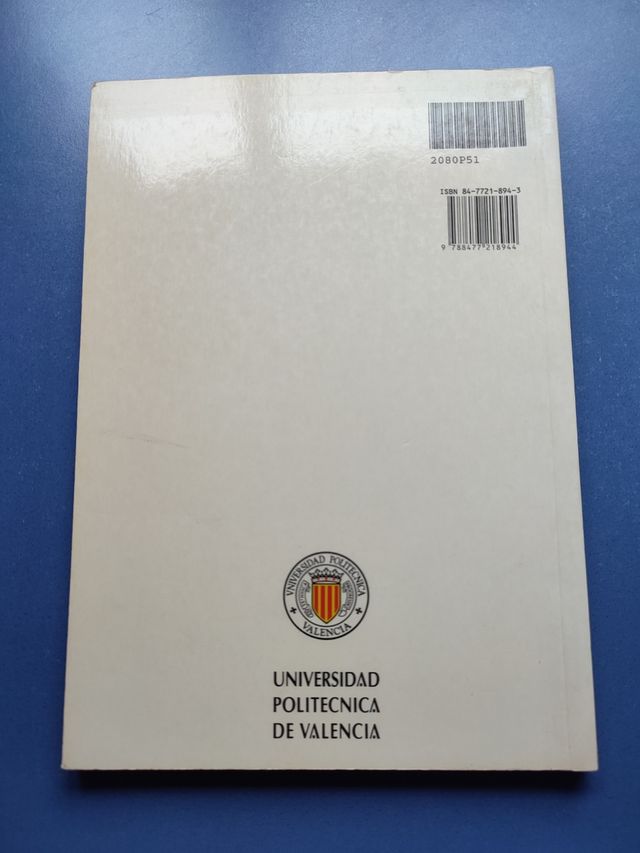 2080P51
ISBN 84-7721-894-3
9 788477 218944
UNIVERSIDAD POLITECNICA
VALENCIA
UNIVERSIDAD
POLITECNICA
DE VALENCIA